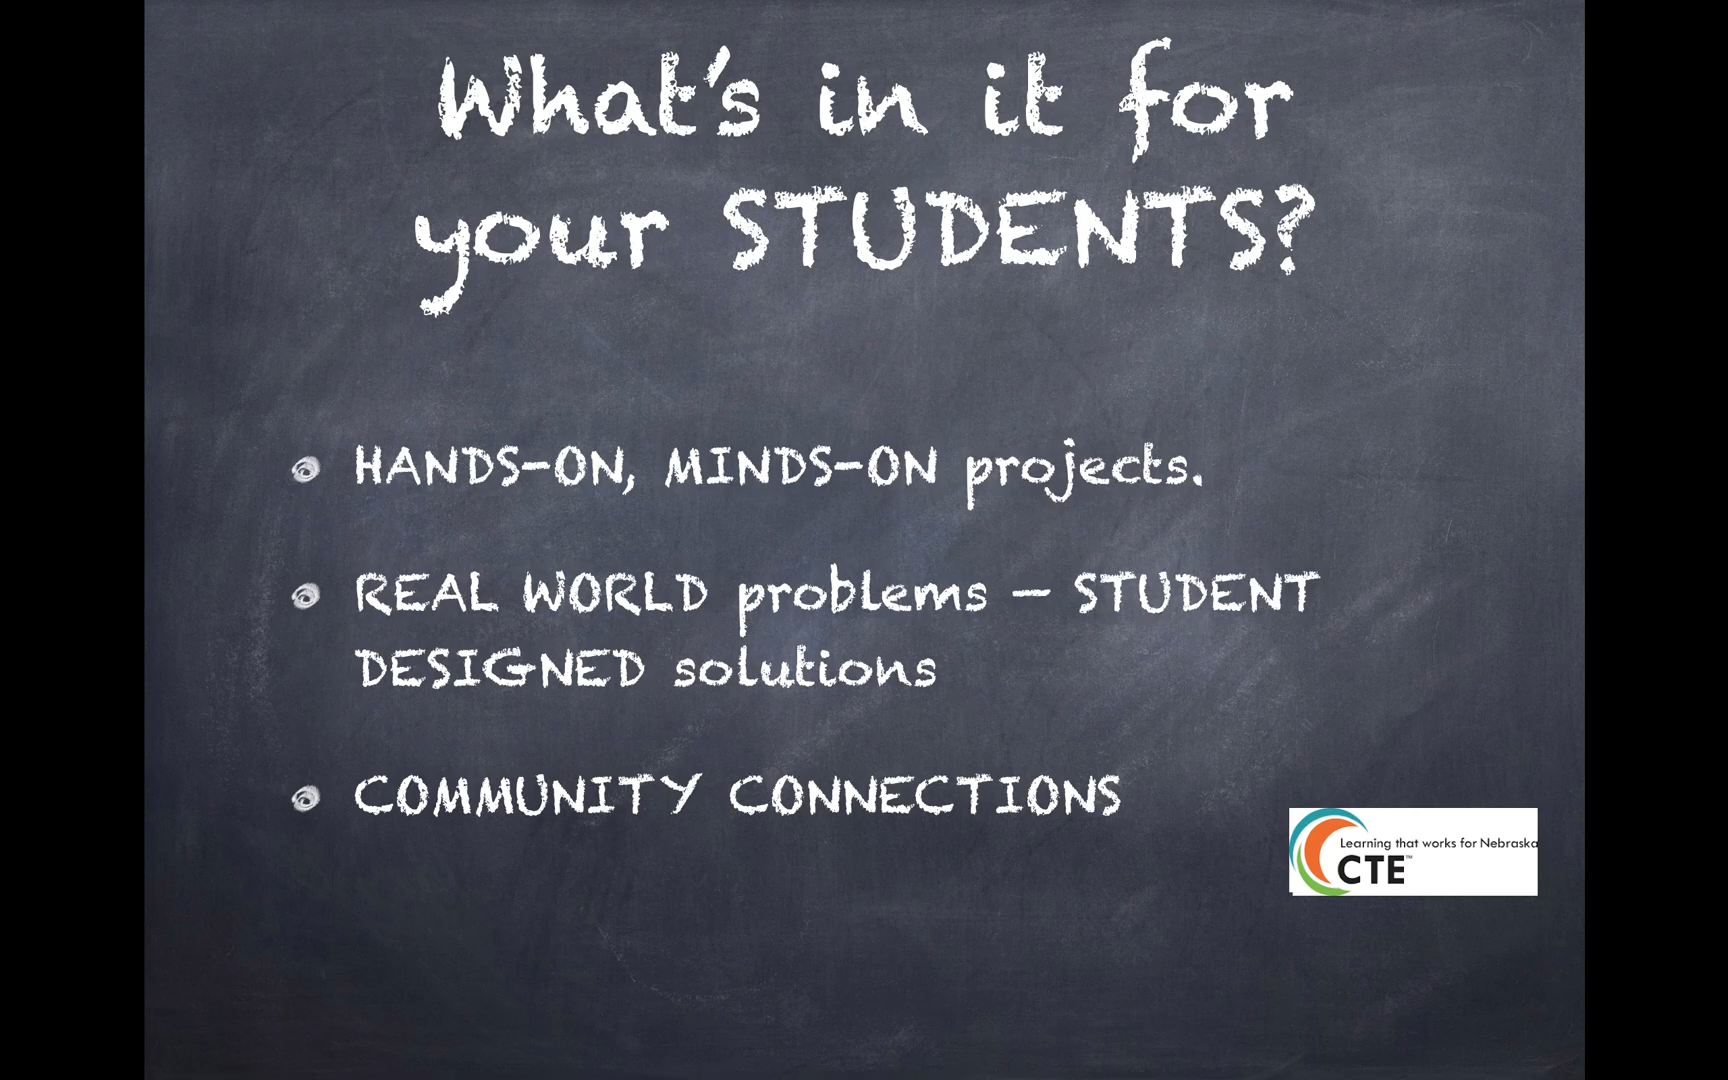 What's in it for
your STUDENTS?
HANDS-ON, MINDS-ON projects.
REAL WORLD problems — STUDENT
DESIGNED solutions
COMMUNITY CONNECTIONS
Learning that works for Nebraska
CTE™